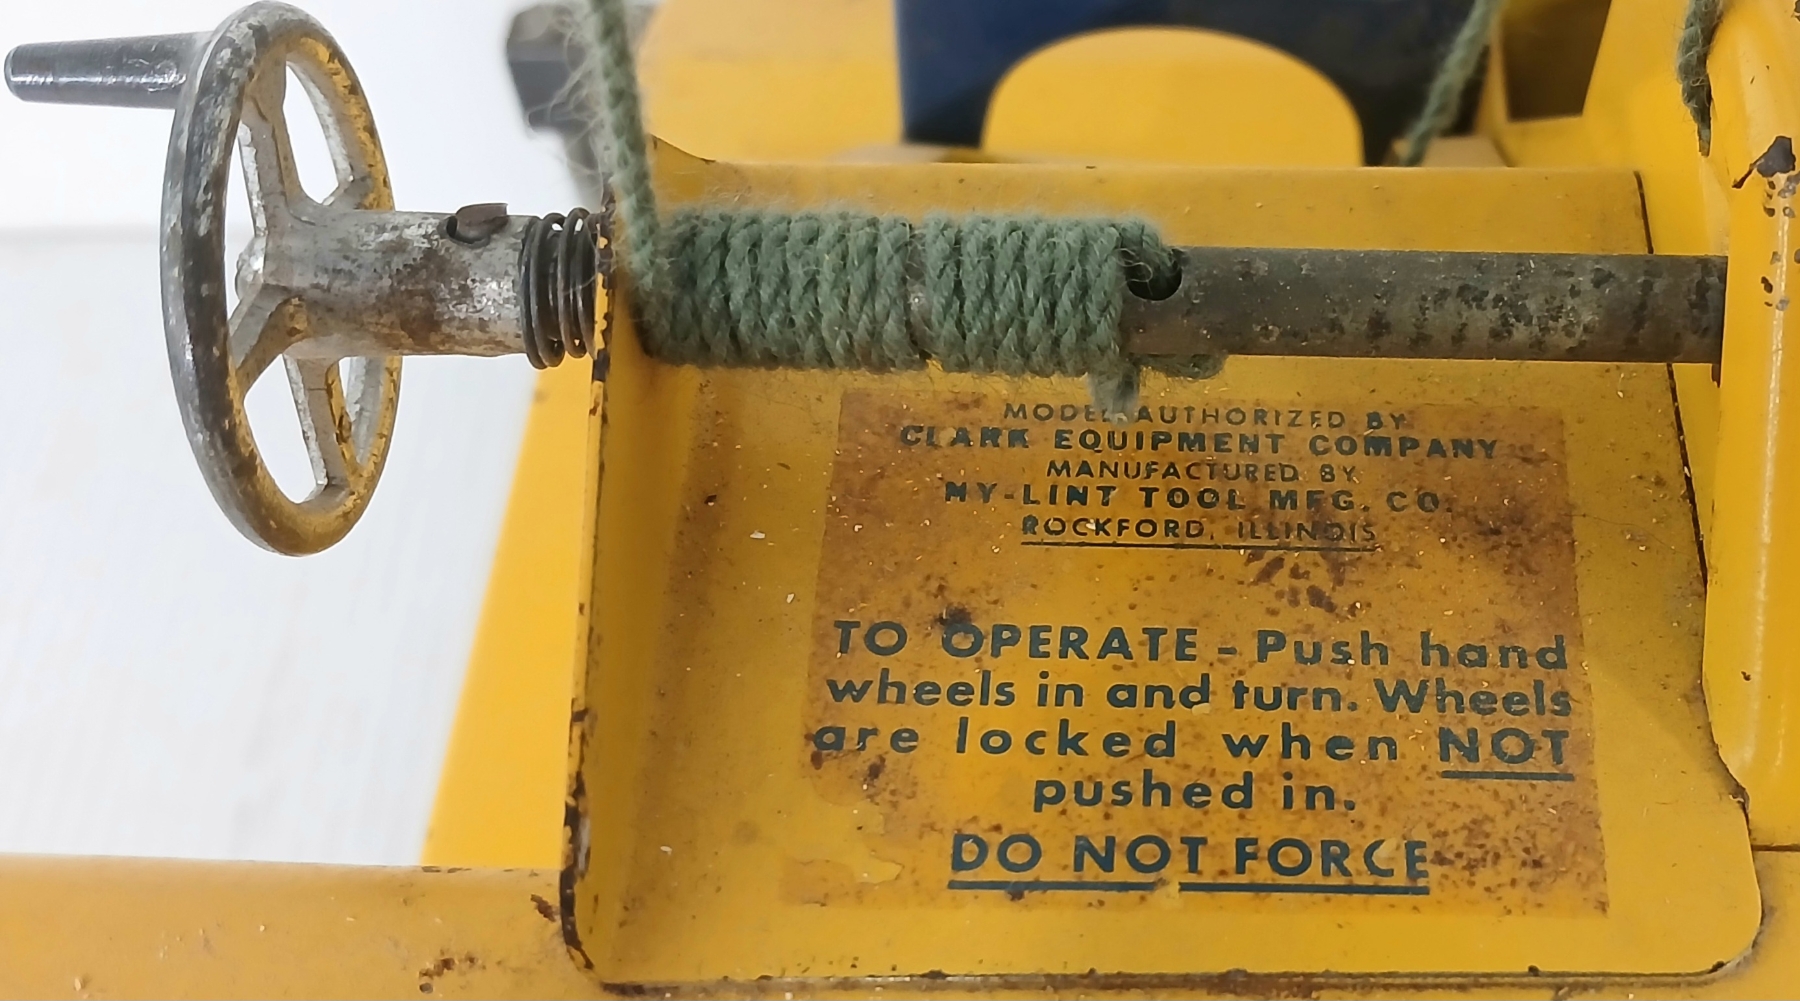 MODEL AUTHORIZED BY
CLARK EQUIPMENT COMPANY
MANUFACTURED BY
NY-LINT TOOL MFG. CO.
ROCKFORD, ILLINOIS
TO OPERATE - Push hand
wheels in and turn. Wheels
are locked when NOT
pushed in.
DO NOT FORCE